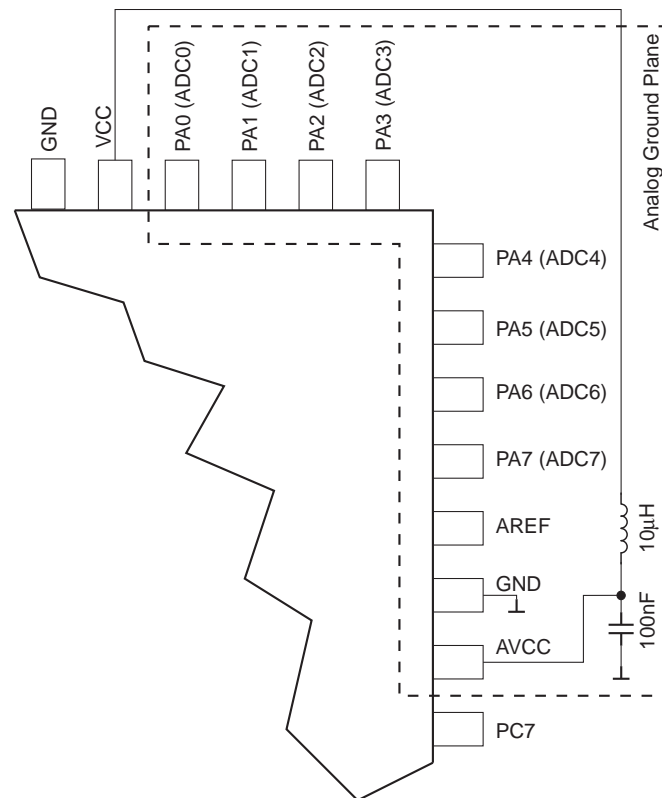 GND
VCC
PA0 (ADC0)
PA1 (ADC1)
PA2 (ADC2)
PA3 (ADC3)
Analog Ground Plane
PA4 (ADC4)
PA5 (ADC5)
PA6 (ADC6)
PA7 (ADC7)
AREF
10µH
GND
AVCC
100nF
PC7